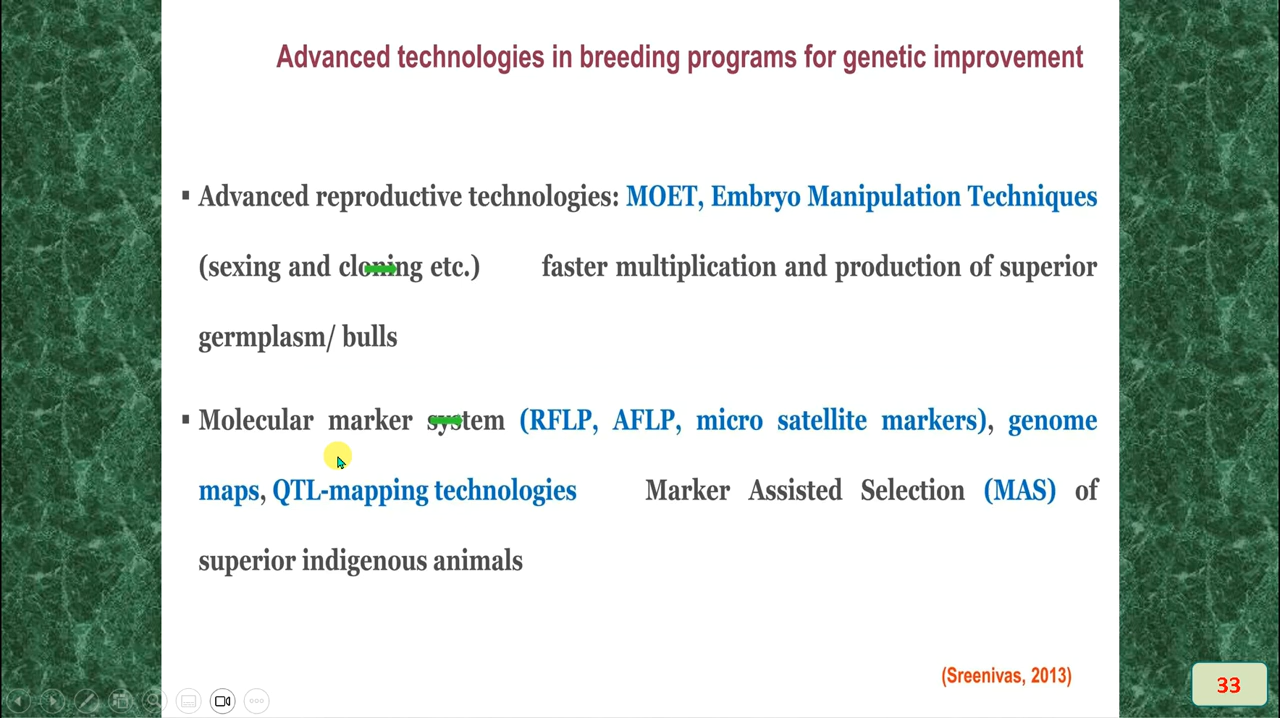 Advanced technologies in breeding programs for genetic improvement
▪ Advanced reproductive technologies: MOET, Embryo Manipulation Techniques
(sexing and cloning etc.) faster multiplication and production of superior
germplasm/ bulls
▪ Molecular marker system (RFLP, AFLP, micro satellite markers), genome
maps, QTL-mapping technologies Marker Assisted Selection (MAS) of
superior indigenous animals
(Sreenivas, 2013)
33